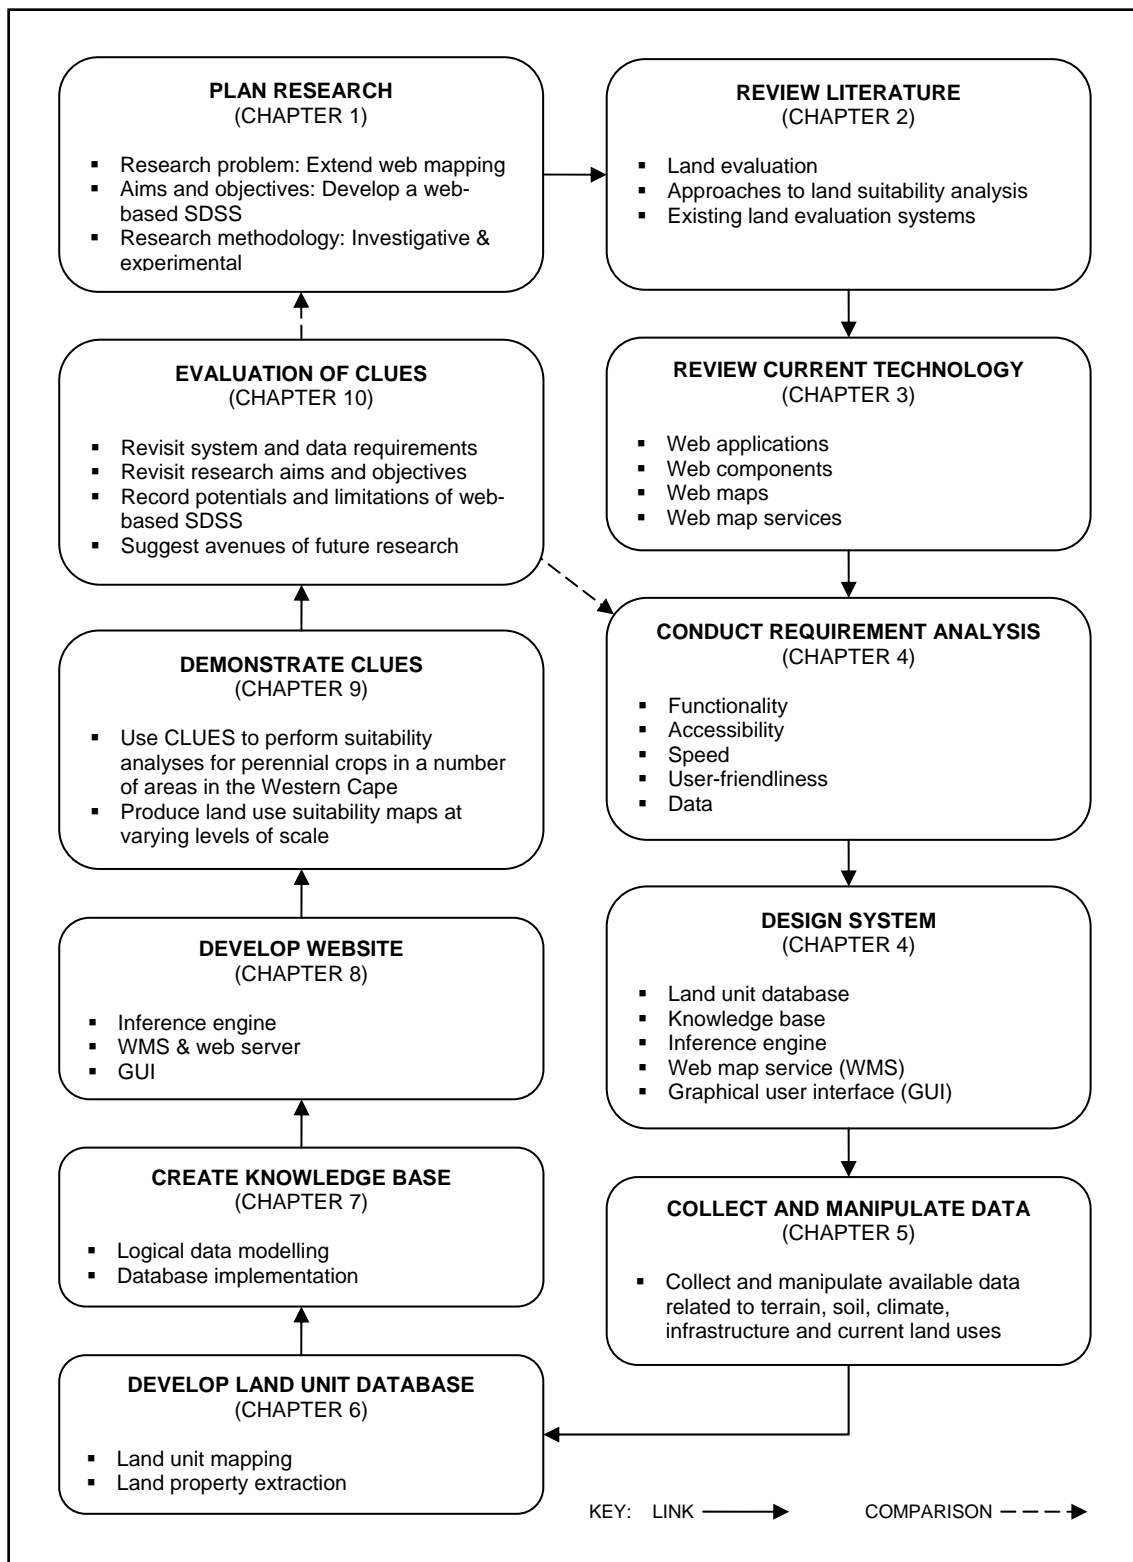 PLAN RESEARCH
(CHAPTER 1)
▪ Research problem: Extend web mapping
▪ Aims and objectives: Develop a web-
based SDSS
▪ Research methodology: Investigative &
experimental
REVIEW LITERATURE
(CHAPTER 2)
▪ Land evaluation
▪ Approaches to land suitability analysis
▪ Existing land evaluation systems
REVIEW CURRENT TECHNOLOGY
(CHAPTER 3)
▪ Web applications
▪ Web components
▪ Web maps
▪ Web map services
CONDUCT REQUIREMENT ANALYSIS
(CHAPTER 4)
▪ Functionality
▪ Accessibility
▪ Speed
▪ User-friendliness
▪ Data
DESIGN SYSTEM
(CHAPTER 4)
▪ Land unit database
▪ Knowledge base
▪ Inference engine
▪ Web map service (WMS)
▪ Graphical user interface (GUI)
COLLECT AND MANIPULATE DATA
(CHAPTER 5)
▪ Collect and manipulate available data
related to terrain, soil, climate,
infrastructure and current land uses
DEVELOP LAND UNIT DATABASE
(CHAPTER 6)
▪ Land unit mapping
▪ Land property extraction
CREATE KNOWLEDGE BASE
(CHAPTER 7)
▪ Logical data modelling
▪ Database implementation
DEVELOP WEBSITE
(CHAPTER 8)
▪ Inference engine
▪ WMS & web server
▪ GUI
DEMONSTRATE CLUES
(CHAPTER 9)
▪ Use CLUES to perform suitability
analyses for perennial crops in a number
of areas in the Western Cape
▪ Produce land use suitability maps at
varying levels of scale
EVALUATION OF CLUES
(CHAPTER 10)
▪ Revisit system and data requirements
▪ Revisit research aims and objectives
▪ Record potentials and limitations of web-
based SDSS
▪ Suggest avenues of future research
KEY: LINK COMPARISON